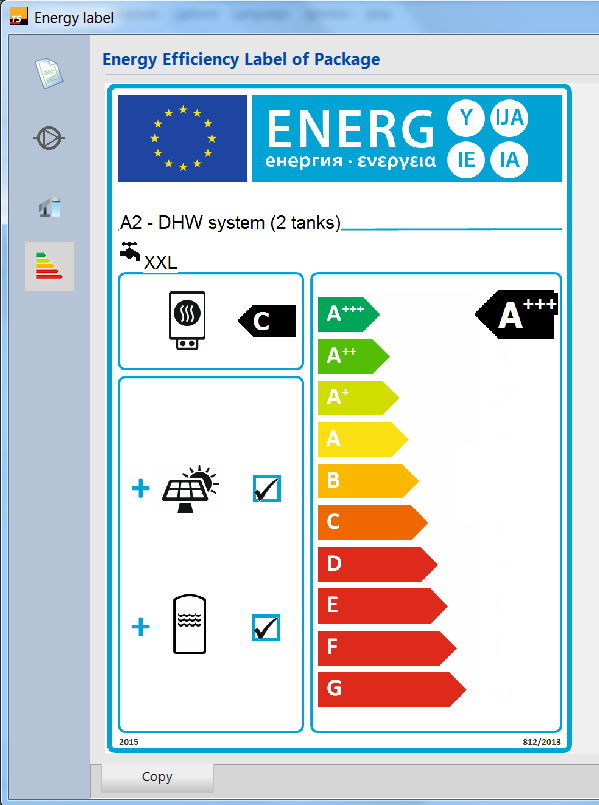 TS Energy label
Energy Efficiency Label of Package
ENERG Y IJA
енергия · ενεργεια IE IA
A2 - DHW system (2 tanks)
XXL
C
A+++
A+++
A++
A+
A
B
C
D
E
F
G
2015
812/2013
Copy